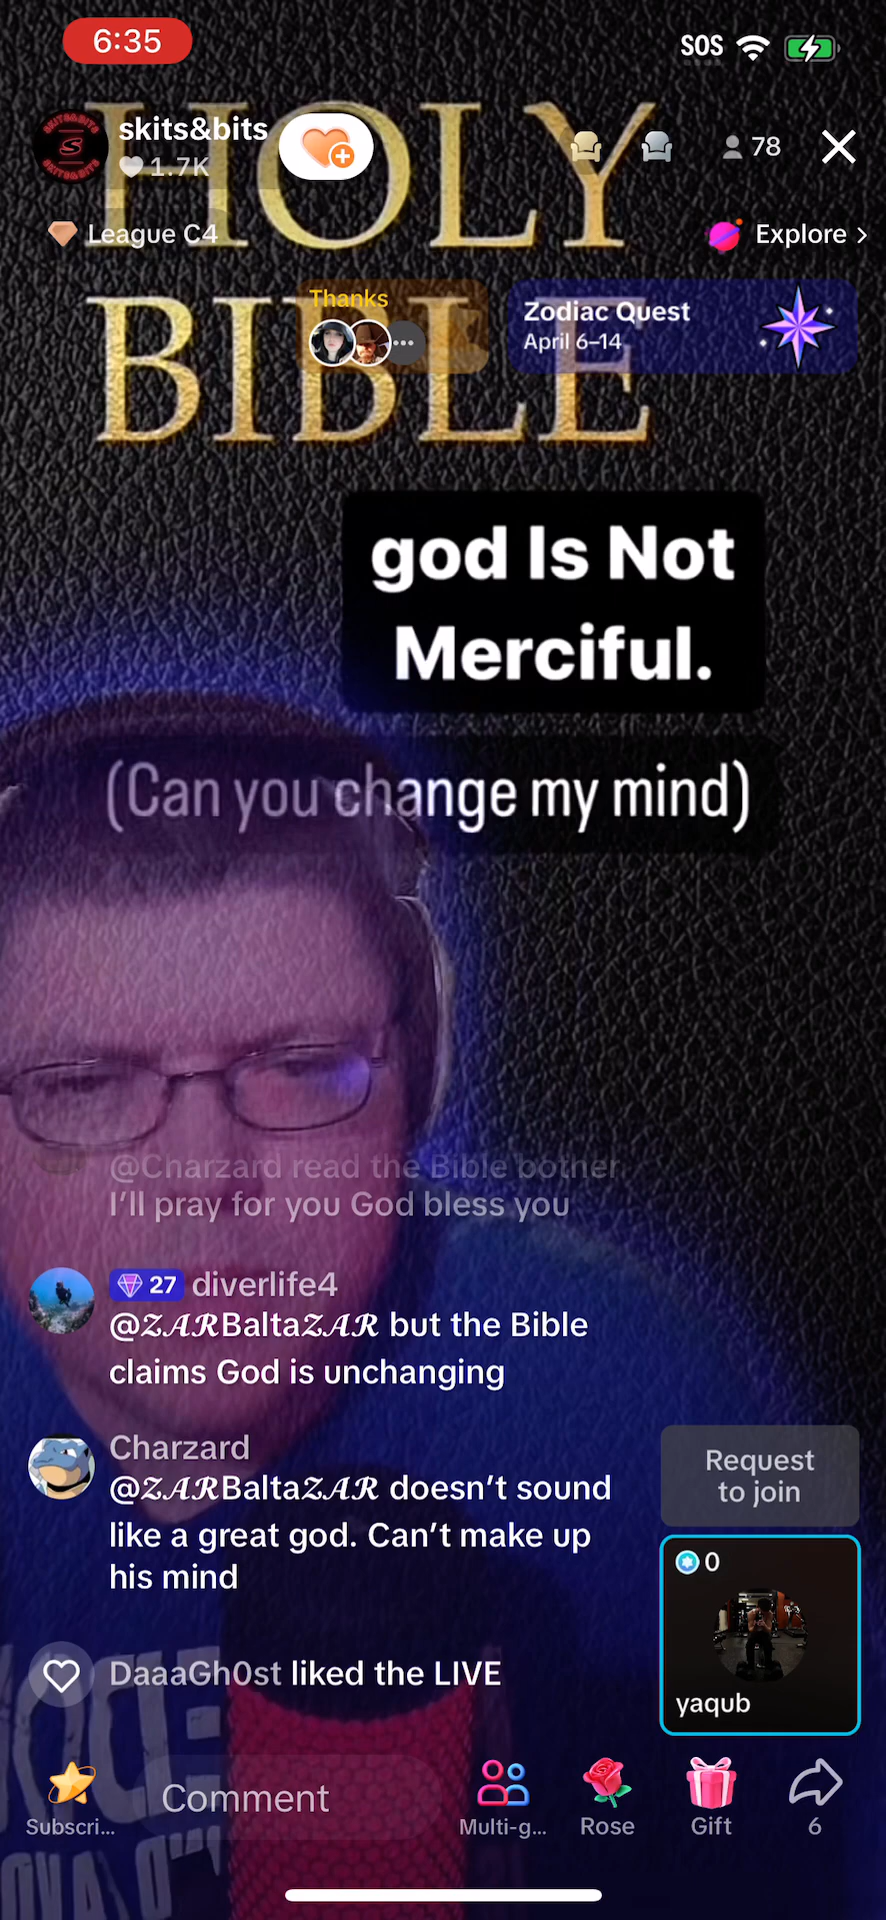 6:35
SOS
HOLY
BIBLE
SKITS&BITS
S
SKITS&BITS
skits&bits
1.7K
78
League C4
Explore >
Thanks
Zodiac Quest
April 6–14
god Is Not
Merciful.
(Can you change my mind)
@Charzard read the Bible bother
I'll pray for you God bless you
27 diverlife4
@𝓩𝓐𝓡Balta𝓩𝓐𝓡 but the Bible
claims God is unchanging
Charzard
@𝓩𝓐𝓡Balta𝓩𝓐𝓡 doesn't sound
like a great god. Can't make up
his mind
Request
to join
0
yaqub
DaaaGh0st liked the LIVE
Comment
Subscri...
Multi-g...
Rose
Gift
6